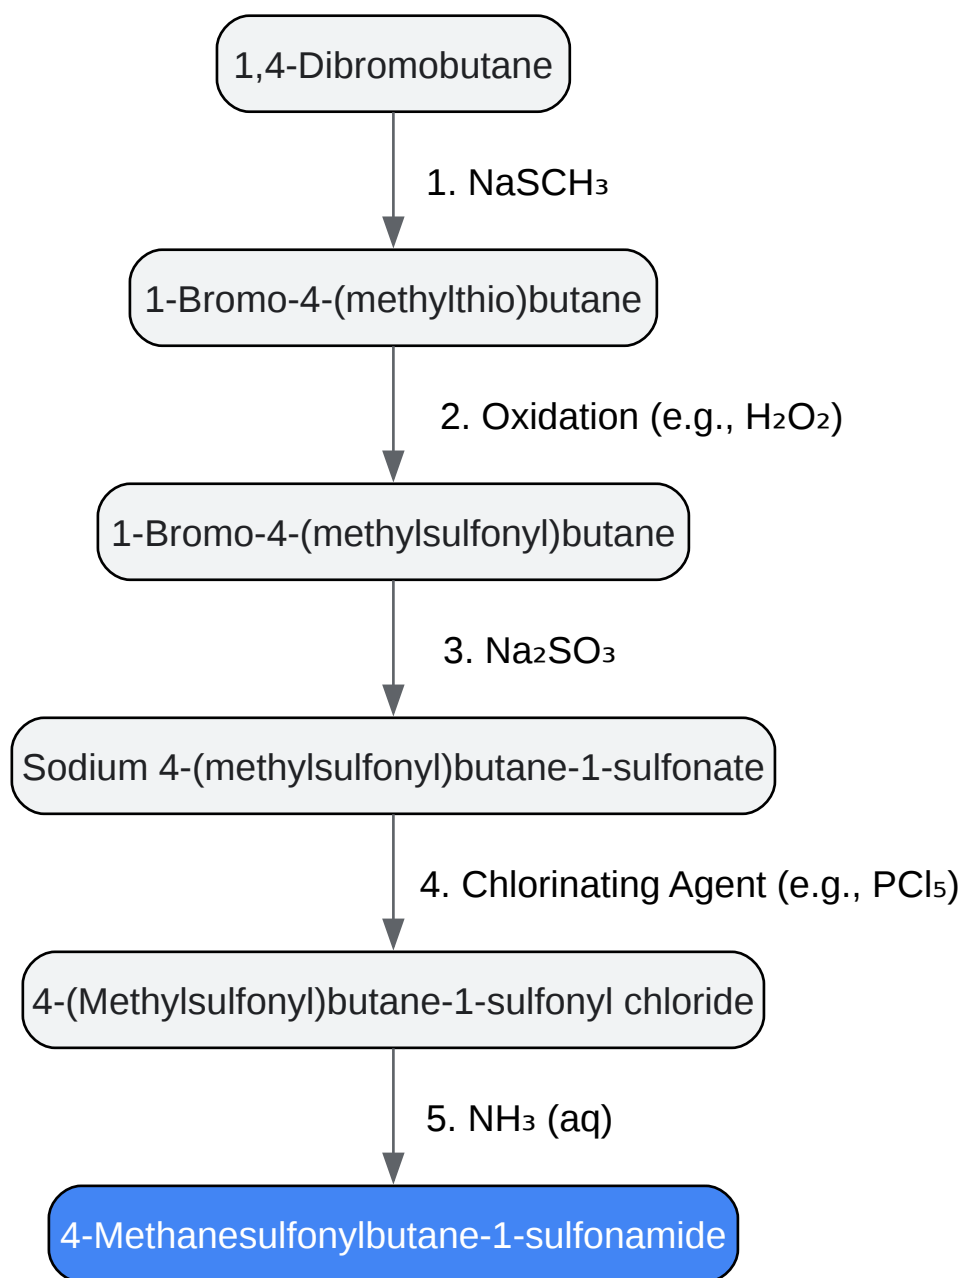 1,4-Dibromobutane
1. NaSCH₃
1-Bromo-4-(methylthio)butane
2. Oxidation (e.g., H₂O₂)
1-Bromo-4-(methylsulfonyl)butane
3. Na₂SO₃
Sodium 4-(methylsulfonyl)butane-1-sulfonate
4. Chlorinating Agent (e.g., PCl₅)
4-(Methylsulfonyl)butane-1-sulfonyl chloride
5. NH₃ (aq)
4-Methanesulfonylbutane-1-sulfonamide